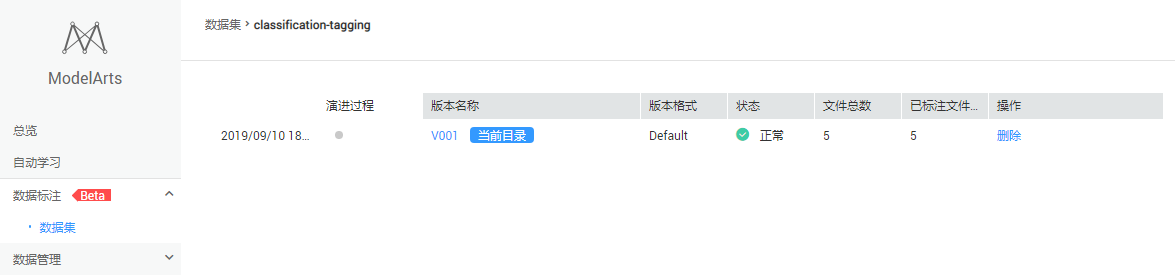 数据集 > classification-tagging
ModelArts
总览
自动学习
数据标注 Beta
数据集
数据管理
演进过程 版本名称 版本格式 状态 文件总数 已标注文件... 操作
2019/09/10 18... V001 当前目录 Default 正常 5 5 删除